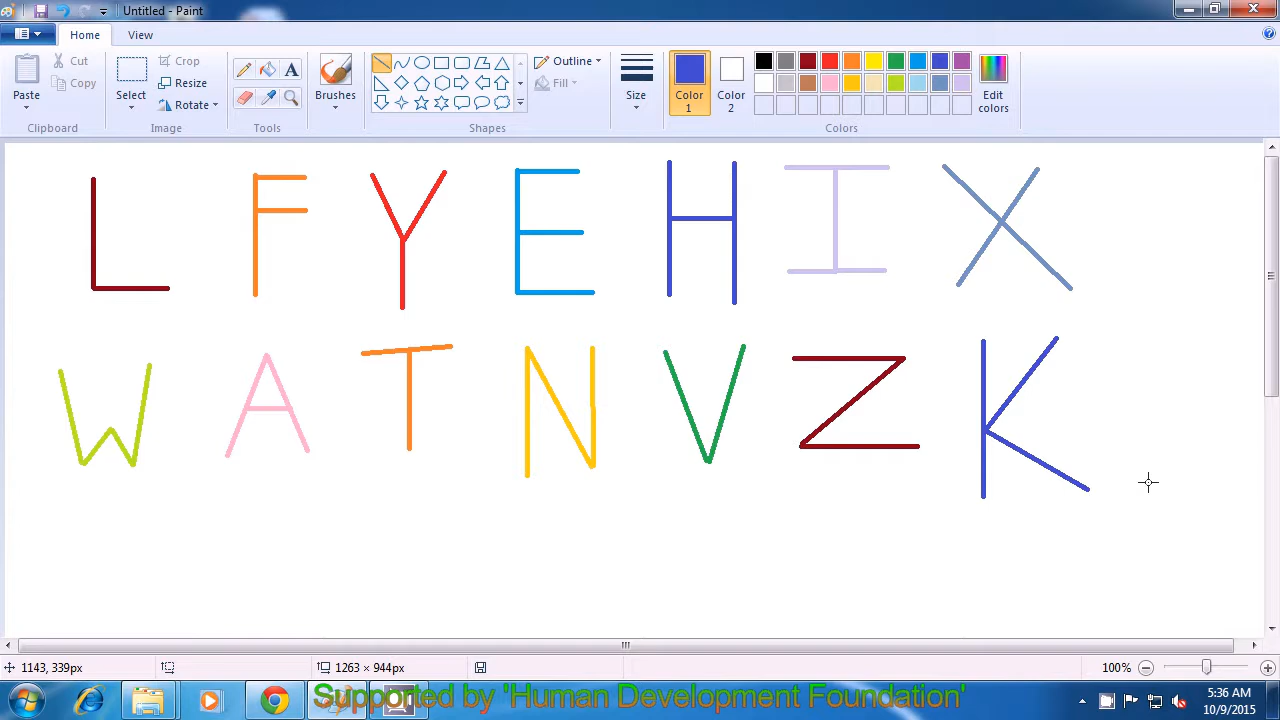 Untitled - Paint
Home View
Paste Cut Copy
Select Crop Resize Rotate
Brushes
Outline
Fill
Size
Color 1
Color 2
Edit colors
Clipboard Image Tools Shapes Colors
L F Y E H I X
W A T N V Z K
1143, 339px 1263 × 944px 100%
Supported by 'Human Development Foundation'
5:36 AM
10/9/2015